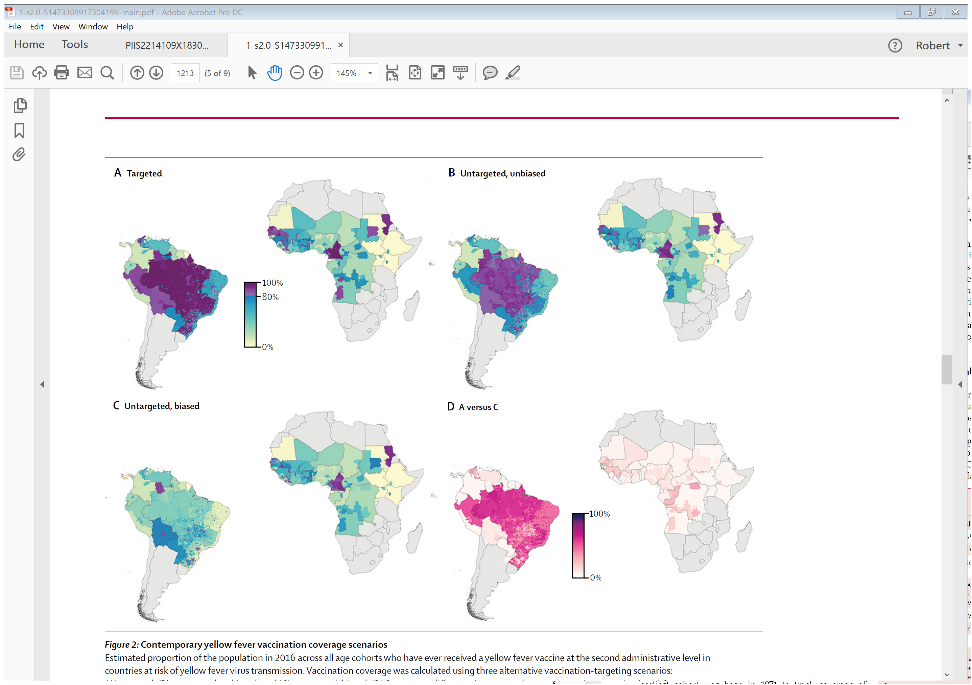 1-s2.0-S147330991730419X-main.pdf - Adobe Acrobat Pro DC
File Edit View Window Help
Home Tools PIIS2214109X1830... 1-s2.0-S147330991... × ? Robert
1213 (5 of 9) 145%
A Targeted
B Untargeted, unbiased
100%
80%
0%
C Untargeted, biased
D A versus C
100%
0%
Figure 2: Contemporary yellow fever vaccination coverage scenarios
Estimated proportion of the population in 2016 across all age cohorts who have ever received a yellow fever vaccine at the second administrative level in
countries at risk of yellow fever virus transmission. Vaccination coverage was calculated using three alternative vaccination-targeting scenarios: